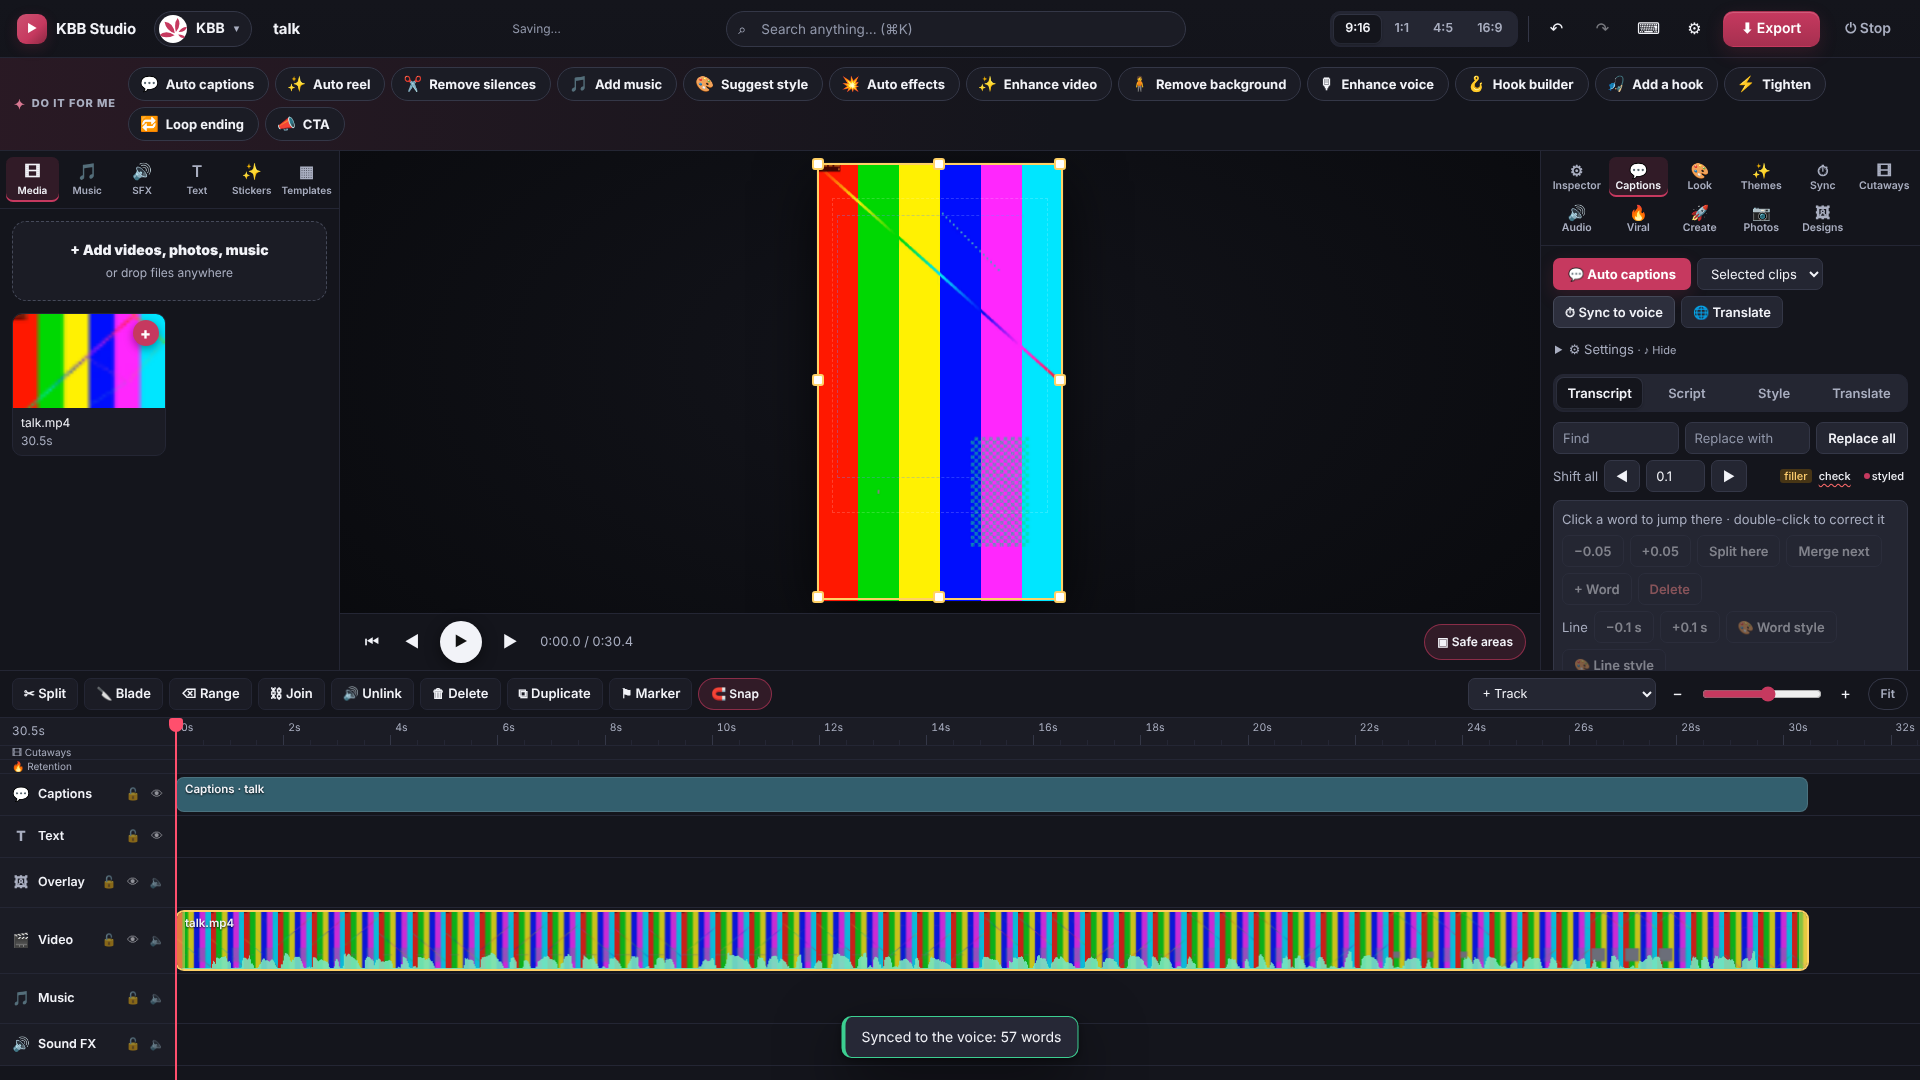 KBB Studio
KBB
talk
Saving...
Search anything... (⌘K)
9:16 1:1 4:5 16:9
Export
Stop
DO IT FOR ME
Auto captions
Auto reel
Remove silences
Add music
Suggest style
Auto effects
Enhance video
Remove background
Enhance voice
Hook builder
Add a hook
Tighten
Loop ending
CTA
Media
Music
SFX
Text
Stickers
Templates
+ Add videos, photos, music
or drop files anywhere
talk.mp4
30.5s
0:00.0 / 0:30.4
Safe areas
Inspector
Captions
Look
Themes
Sync
Cutaways
Audio
Viral
Create
Photos
Designs
Auto captions
Selected clips
Sync to voice
Translate
Settings · ♪ Hide
Transcript
Script
Style
Translate
Find
Replace with
Replace all
Shift all
0.1
filler
check
styled
Click a word to jump there · double-click to correct it
−0.05
+0.05
Split here
Merge next
+ Word
Delete
Line
−0.1 s
+0.1 s
Word style
Line style
Split
Blade
Range
Join
Unlink
Delete
Duplicate
Marker
Snap
+ Track
Fit
30.5s
0s 2s 4s 6s 8s 10s 12s 14s 16s 18s 20s 22s 24s 26s 28s 30s 32s
Cutaways
Retention
Captions
Captions · talk
Text
Overlay
Video
talk.mp4
Music
Sound FX
Synced to the voice: 57 words